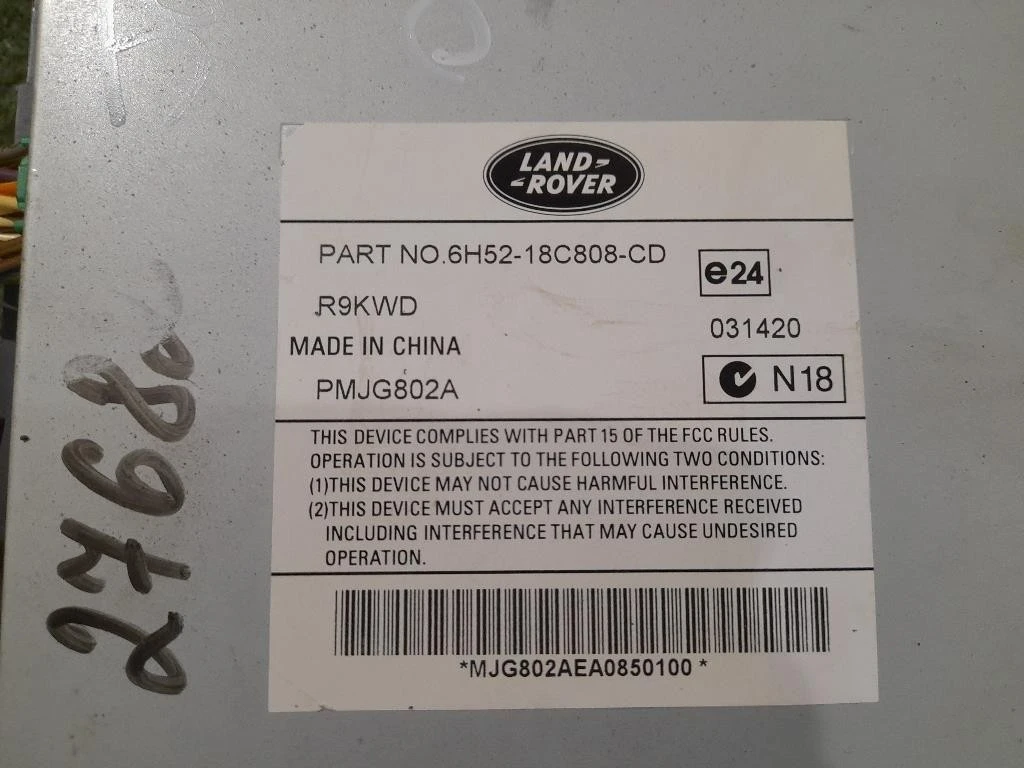 LAND-
-ROVER
PART NO.6H52-18C808-CD
e24
R9KWD
031420
MADE IN CHINA
N18
PMJG802A
THIS DEVICE COMPLIES WITH PART 15 OF THE FCC RULES.
OPERATION IS SUBJECT TO THE FOLLOWING TWO CONDITIONS:
(1)THIS DEVICE MAY NOT CAUSE HARMFUL INTERFERENCE.
(2)THIS DEVICE MUST ACCEPT ANY INTERFERENCE RECEIVED
INCLUDING INTERFERENCE THAT MAY CAUSE UNDESIRED
OPERATION.
*MJG802AEA0850100 *